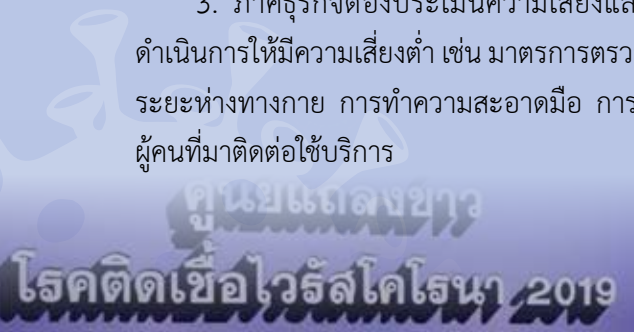 3. ภาคธุรกิจต้องประเมินความเสี่ยงแล
ดำเนินการให้มีความเสี่ยงต่ำ เช่น มาตรการตรว
ระยะห่างทางกาย การทำความสะอาดมือ การ
ผู้คนที่มาติดต่อใช้บริการ
ศูนย์แถลงข่าว
โรคติดเชื้อไวรัสโคโรนา 2019